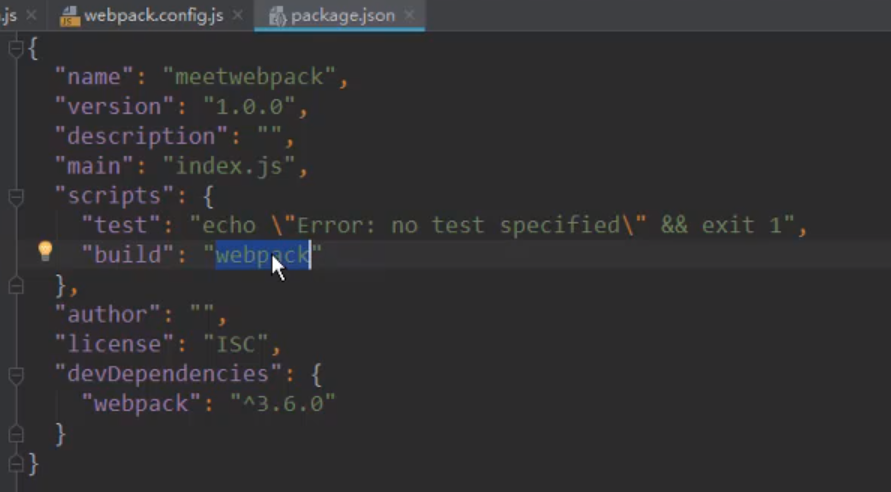 .js webpack.config.js package.json
{
"name": "meetwebpack",
"version": "1.0.0",
"description": "",
"main": "index.js",
"scripts": {
"test": "echo \"Error: no test specified\" && exit 1",
"build": "webpack"
},
"author": "",
"license": "ISC",
"devDependencies": {
"webpack": "^3.6.0"
}
}